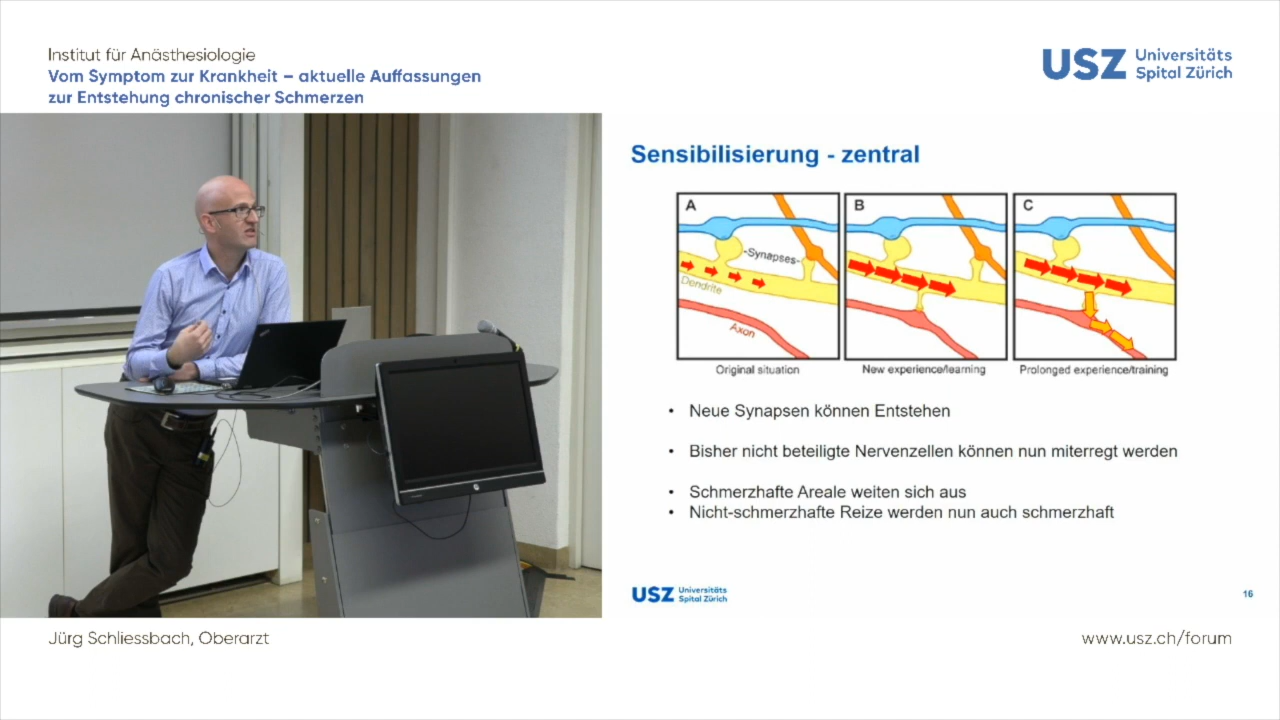 Institut für Anästhesiologie
Vom Symptom zur Krankheit – aktuelle Auffassungen
zur Entstehung chronischer Schmerzen
USZ Universitäts
Spital Zürich
Sensibilisierung - zentral
A
B
C
-Synapses-
Dendrite
Axon
Original situation
New experience/learning
Prolonged experience/training
• Neue Synapsen können Entstehen
• Bisher nicht beteiligte Nervenzellen können nun miterregt werden
• Schmerzhafte Areale weiten sich aus
• Nicht-schmerzhafte Reize werden nun auch schmerzhaft
USZ Universitäts
Spital Zürich
16
Jürg Schliessbach, Oberarzt
www.usz.ch/forum